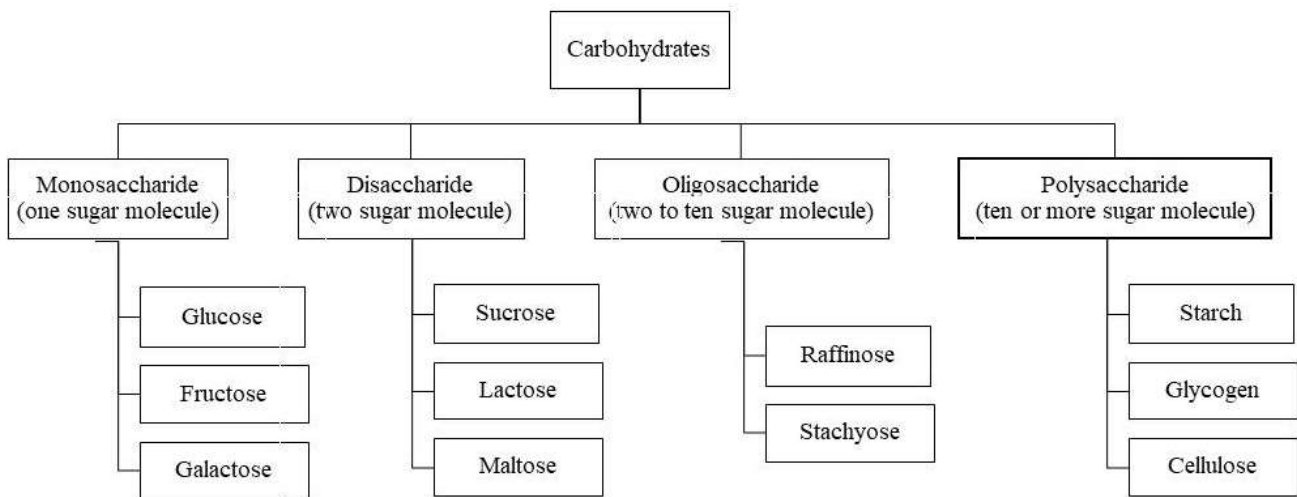 Carbohydrates
Monosaccharide
(one sugar molecule)
Disaccharide
(two sugar molecule)
Oligosaccharide
(two to ten sugar molecule)
Polysaccharide
(ten or more sugar molecule)
Glucose
Fructose
Galactose
Sucrose
Lactose
Maltose
Raffinose
Stachyose
Starch
Glycogen
Cellulose